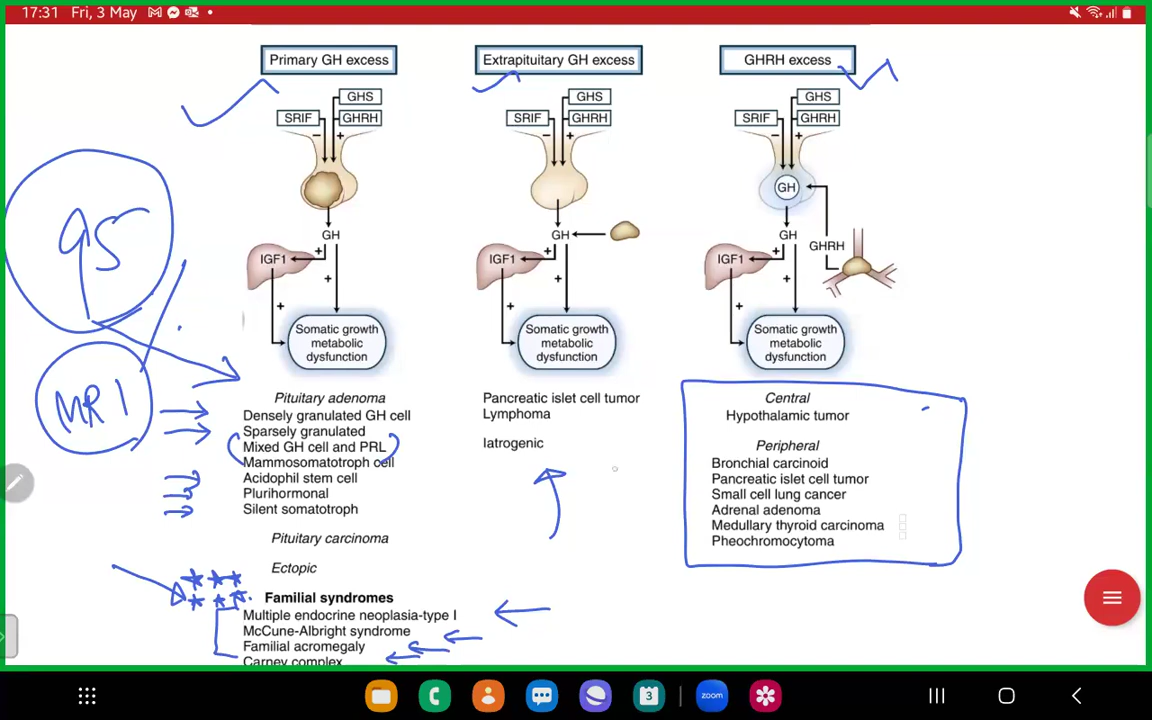 17:31 Fri, 3 May
Primary GH excess
GHS
SRIF
GHRH
− +
GH
IGF1
+
+
+
Somatic growth
metabolic
dysfunction
Pituitary adenoma
Densely granulated GH cell
Sparsely granulated
Mixed GH cell and PRL
Mammosomatotroph cell
Acidophil stem cell
Plurihormonal
Silent somatotroph
Pituitary carcinoma
Ectopic
Familial syndromes
Multiple endocrine neoplasia-type I
McCune-Albright syndrome
Familial acromegaly
Carney complex
95
MRI
Extrapituitary GH excess
GHS
SRIF
GHRH
− +
GH
IGF1
+
+
+
Somatic growth
metabolic
dysfunction
Pancreatic islet cell tumor
Lymphoma
Iatrogenic
GHRH excess
GHS
SRIF
GHRH
− +
GH
GH
GHRH
IGF1
+
+
+
Somatic growth
metabolic
dysfunction
Central
Hypothalamic tumor
Peripheral
Bronchial carcinoid
Pancreatic islet cell tumor
Small cell lung cancer
Adrenal adenoma
Medullary thyroid carcinoma
Pheochromocytoma
3
zoom